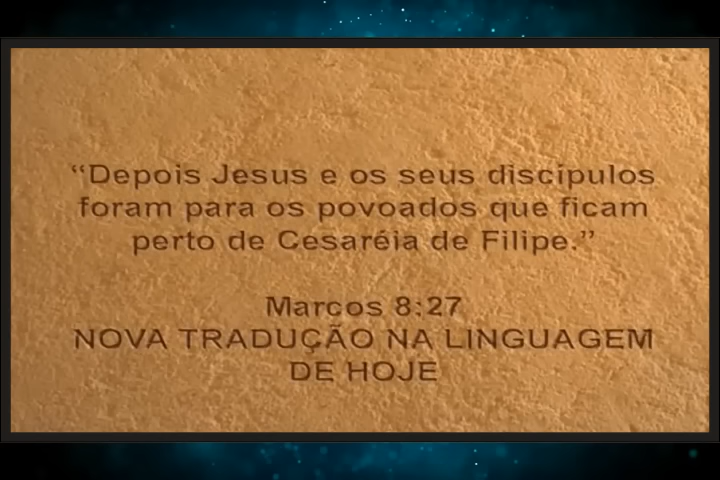 “Depois Jesus e os seus discípulos
foram para os povoados que ficam
perto de Cesaréia de Filipe.”
Marcos 8:27
NOVA TRADUÇÃO NA LINGUAGEM
DE HOJE